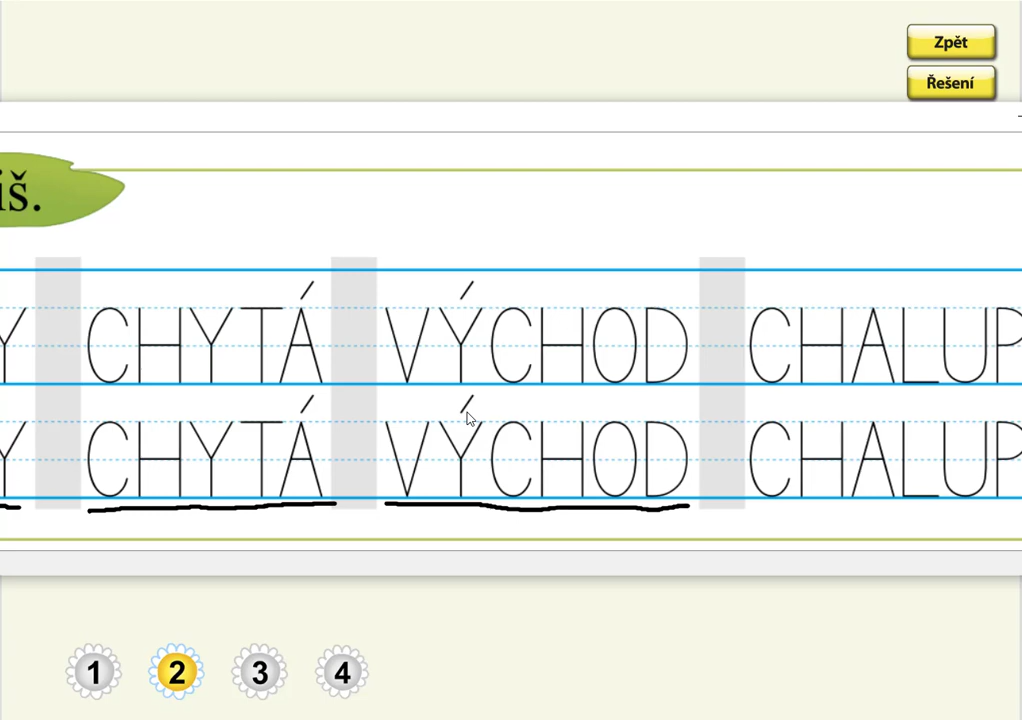 Zpět
Řešení
iš.
Y CHYTÁ VÝCHOD CHALUP
Y CHYTÁ VÝCHOD CHALUP
1 2 3 4